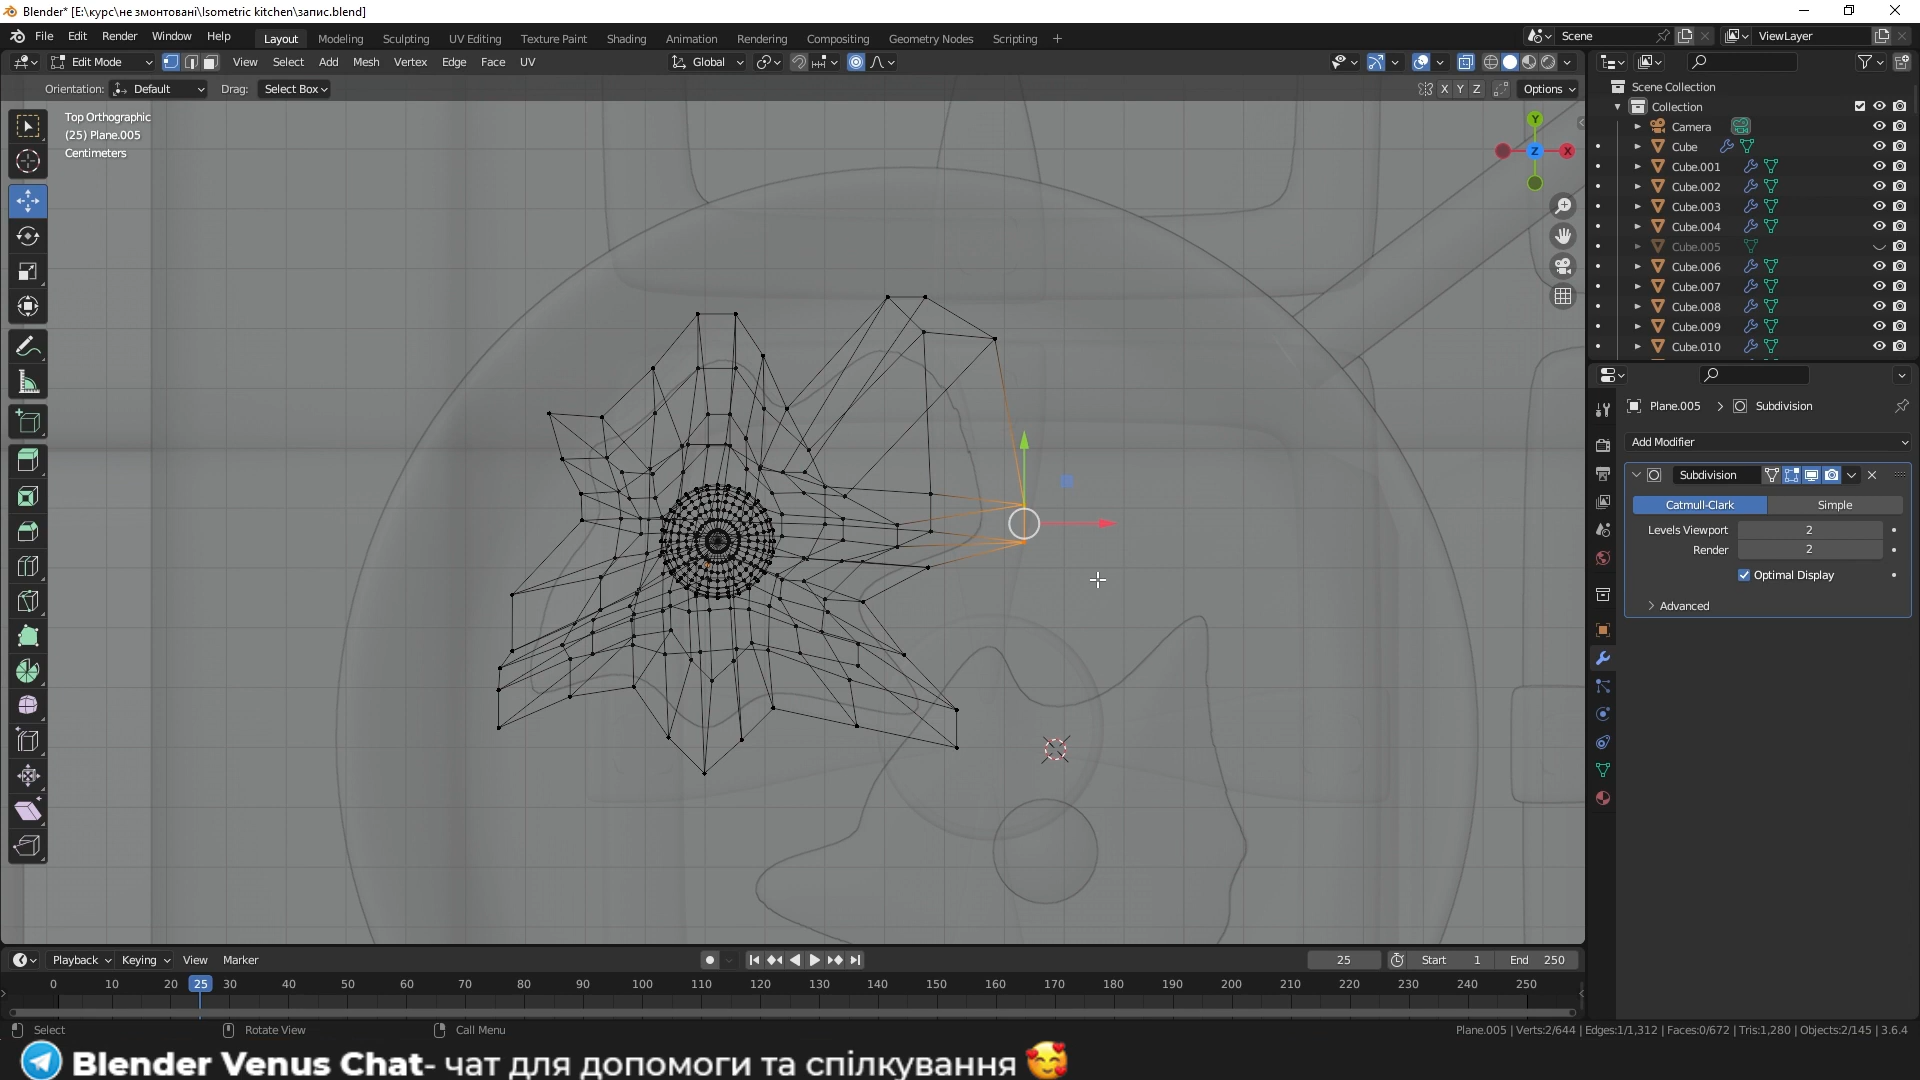 Blender* [E:\курс\не змонтовані\Isometric kitchen\запис.blend]
File Edit Render Window Help
Layout Modeling Sculpting UV Editing Texture Paint Shading Animation Rendering Compositing Geometry Nodes Scripting +
Scene
ViewLayer
Edit Mode
View Select Add Mesh Vertex Edge Face UV
Global
Orientation: Default Drag: Select Box
X Y Z Options
Top Orthographic
(25) Plane.005
Centimeters
Y
Z
X
Scene Collection
Collection
Camera
Cube
Cube.001
Cube.002
Cube.003
Cube.004
Cube.005
Cube.006
Cube.007
Cube.008
Cube.009
Cube.010
Plane.005 > Subdivision
Add Modifier
Subdivision
Catmull-Clark Simple
Levels Viewport 2
Render 2
Optimal Display
Advanced
Playback Keying View Marker
25 Start 1 End 250
0 10 20 25 30 40 50 60 70 80 90 100 110 120 130 140 150 160 170 180 190 200 210 220 230 240 250
Select Rotate View Call Menu
Plane.005 | Verts:2/644 | Edges:1/1,312 | Faces:0/672 | Tris:1,280 | Objects:2/145 | 3.6.4
Blender Venus Chat- чат для допомоги та спілкування 🥰